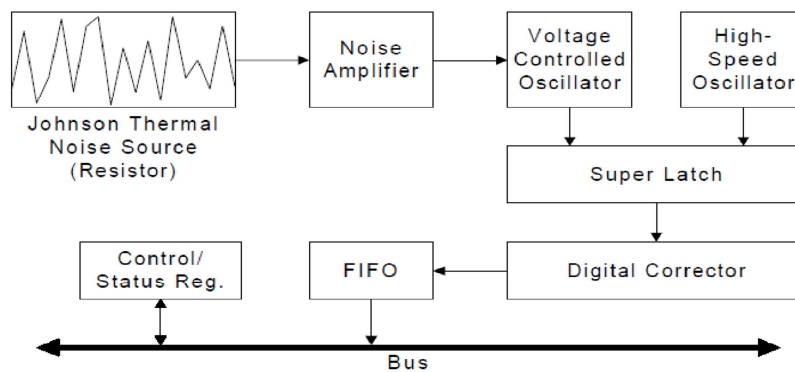 Johnson Thermal
Noise Source
(Resistor)
Noise
Amplifier
Voltage
Controlled
Oscillator
High-
Speed
Oscillator
Super Latch
Control/
Status Reg.
FIFO
Digital Corrector
Bus